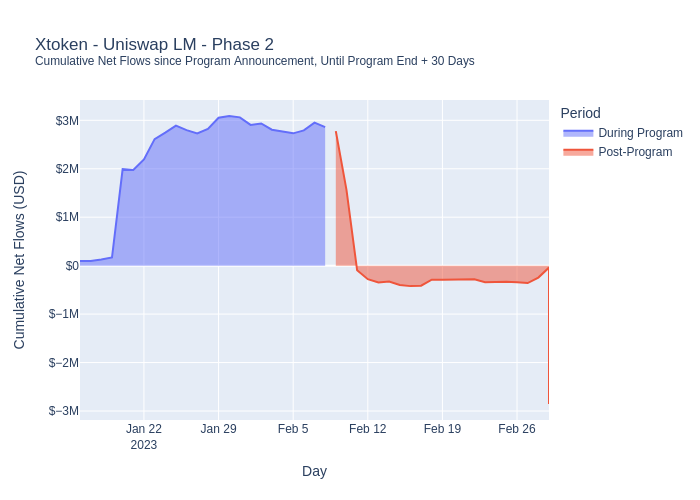 Xtoken - Uniswap LM - Phase 2
Cumulative Net Flows since Program Announcement, Until Program End + 30 Days
Period
During Program
Post-Program
Cumulative Net Flows (USD)
$3M
$2M
$1M
$0
$−1M
$−2M
$−3M
Jan 22
2023
Jan 29
Feb 5
Feb 12
Feb 19
Feb 26
Day